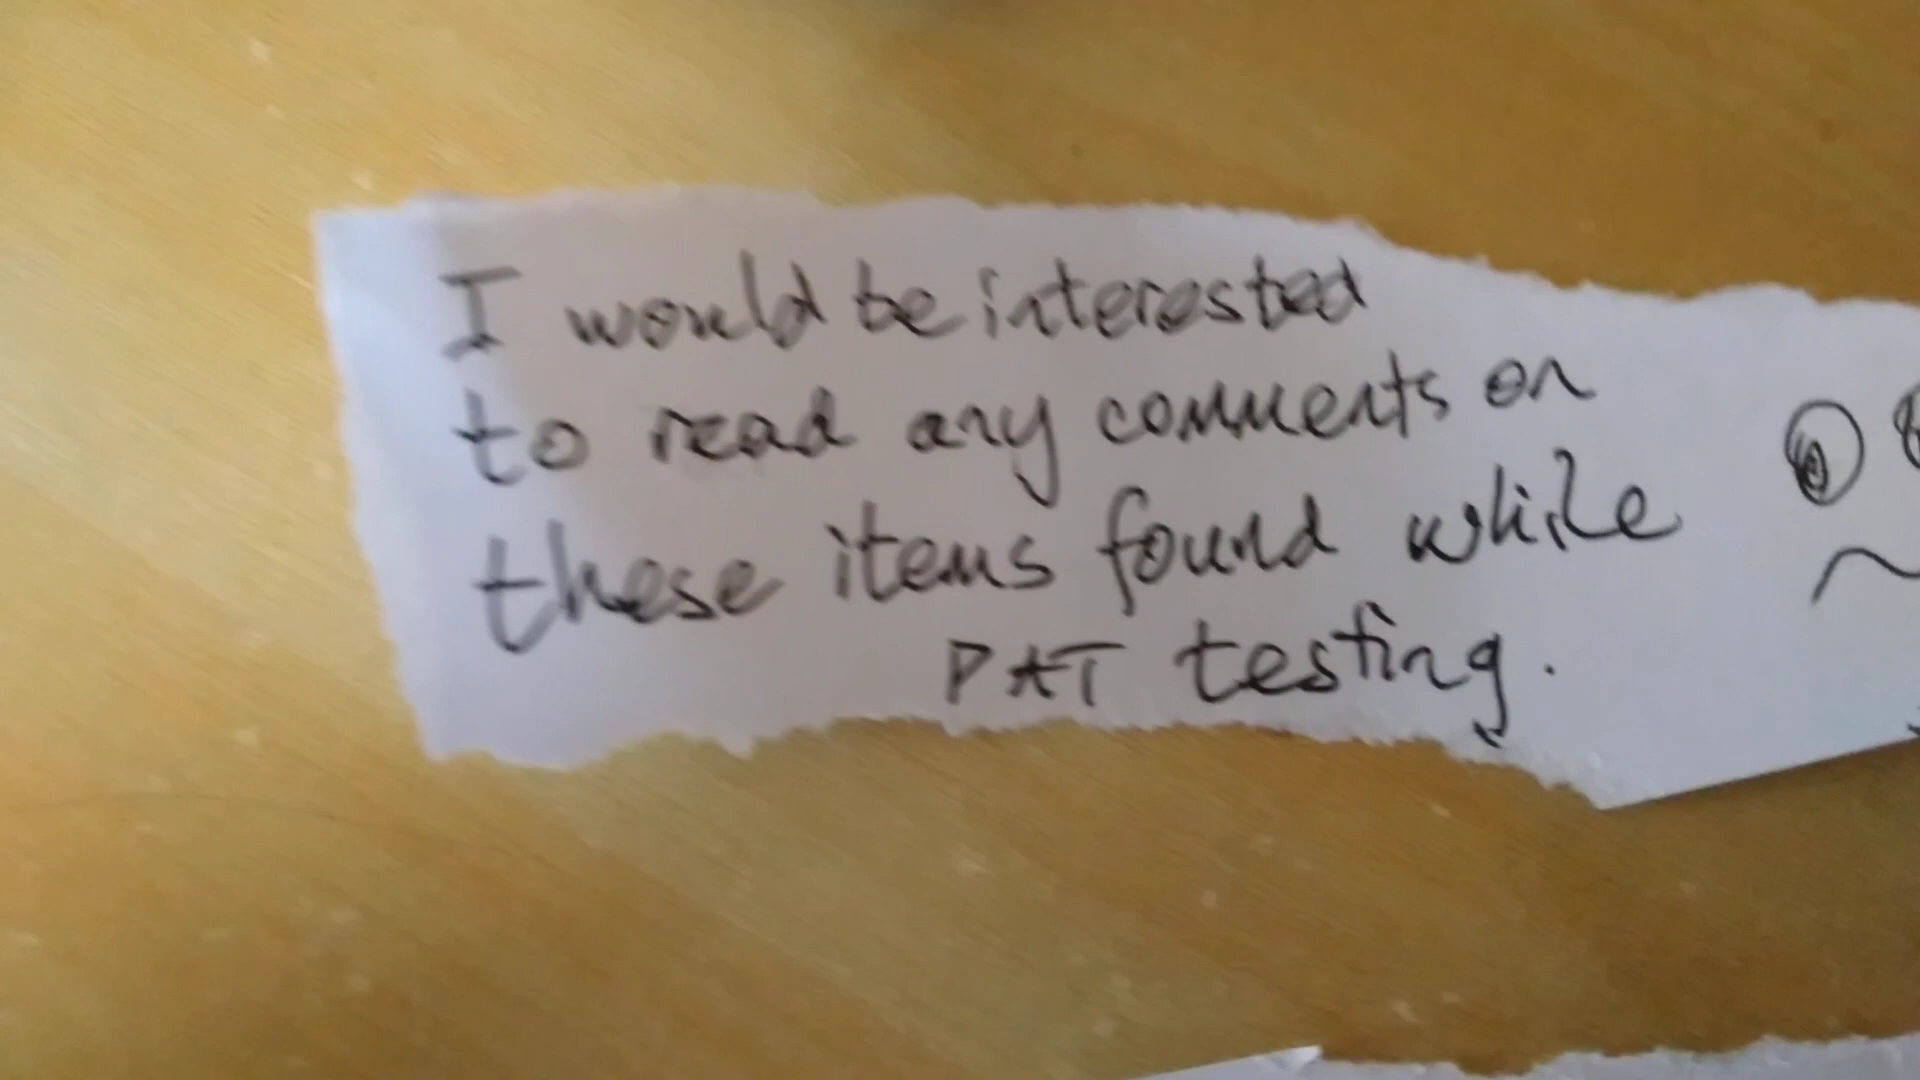 I would be interested
to read any comments on
these items found while
PAT testing.